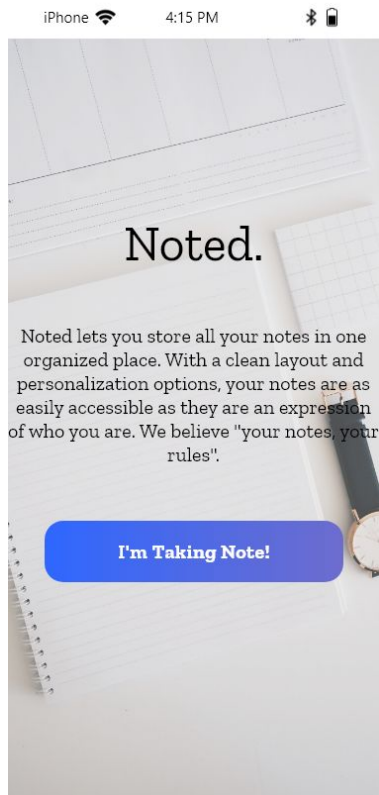 iPhone 4:15 PM
Noted.
Noted lets you store all your notes in one
organized place. With a clean layout and
personalization options, your notes are as
easily accessible as they are an expression
of who you are. We believe "your notes, your
rules".
I'm Taking Note!